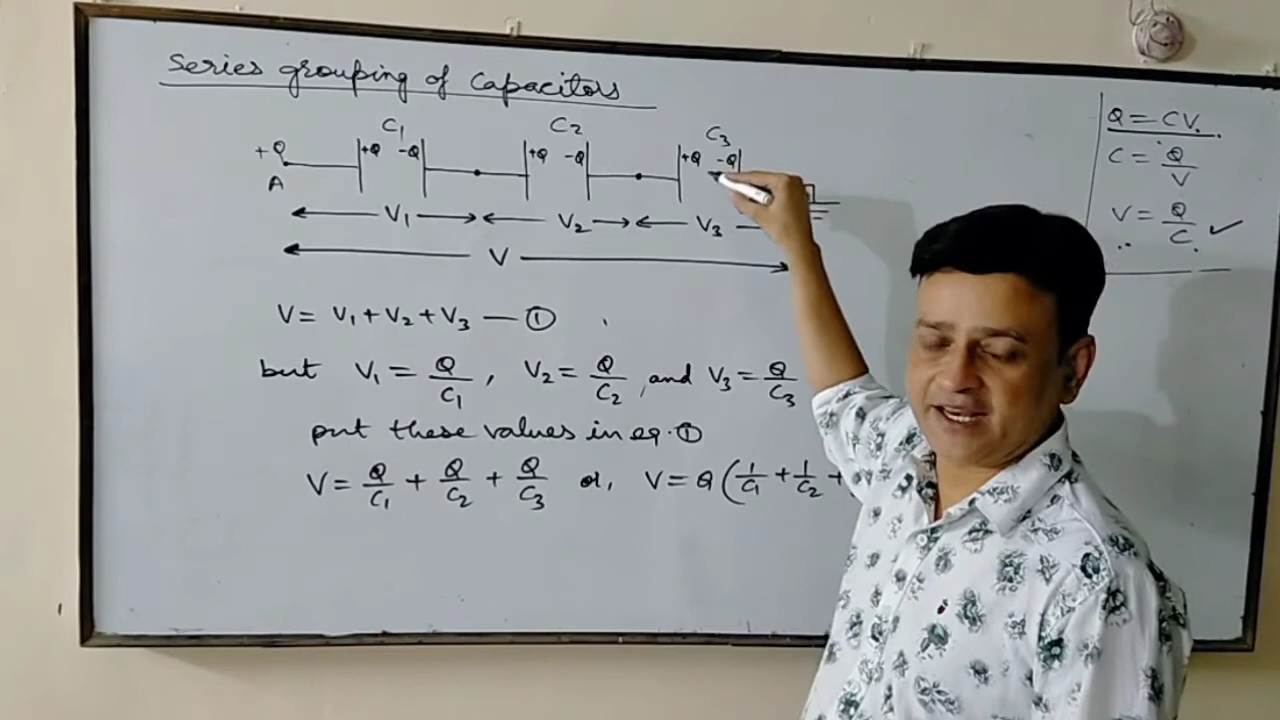 Series grouping of Capacitors
C1 C2 C3
+Q +Q -Q +Q -Q +Q -Q
A
V1 V2 V3
V
V = V1 + V2 + V3 — ①
but V1 = Q/C1, V2 = Q/C2, and V3 = Q/C3
put these values in eq. ①
V = Q/C1 + Q/C2 + Q/C3 or, V = Q(1/C1 + 1/C2 +
Q = CV.
C = Q/V
V = Q/C. ✓